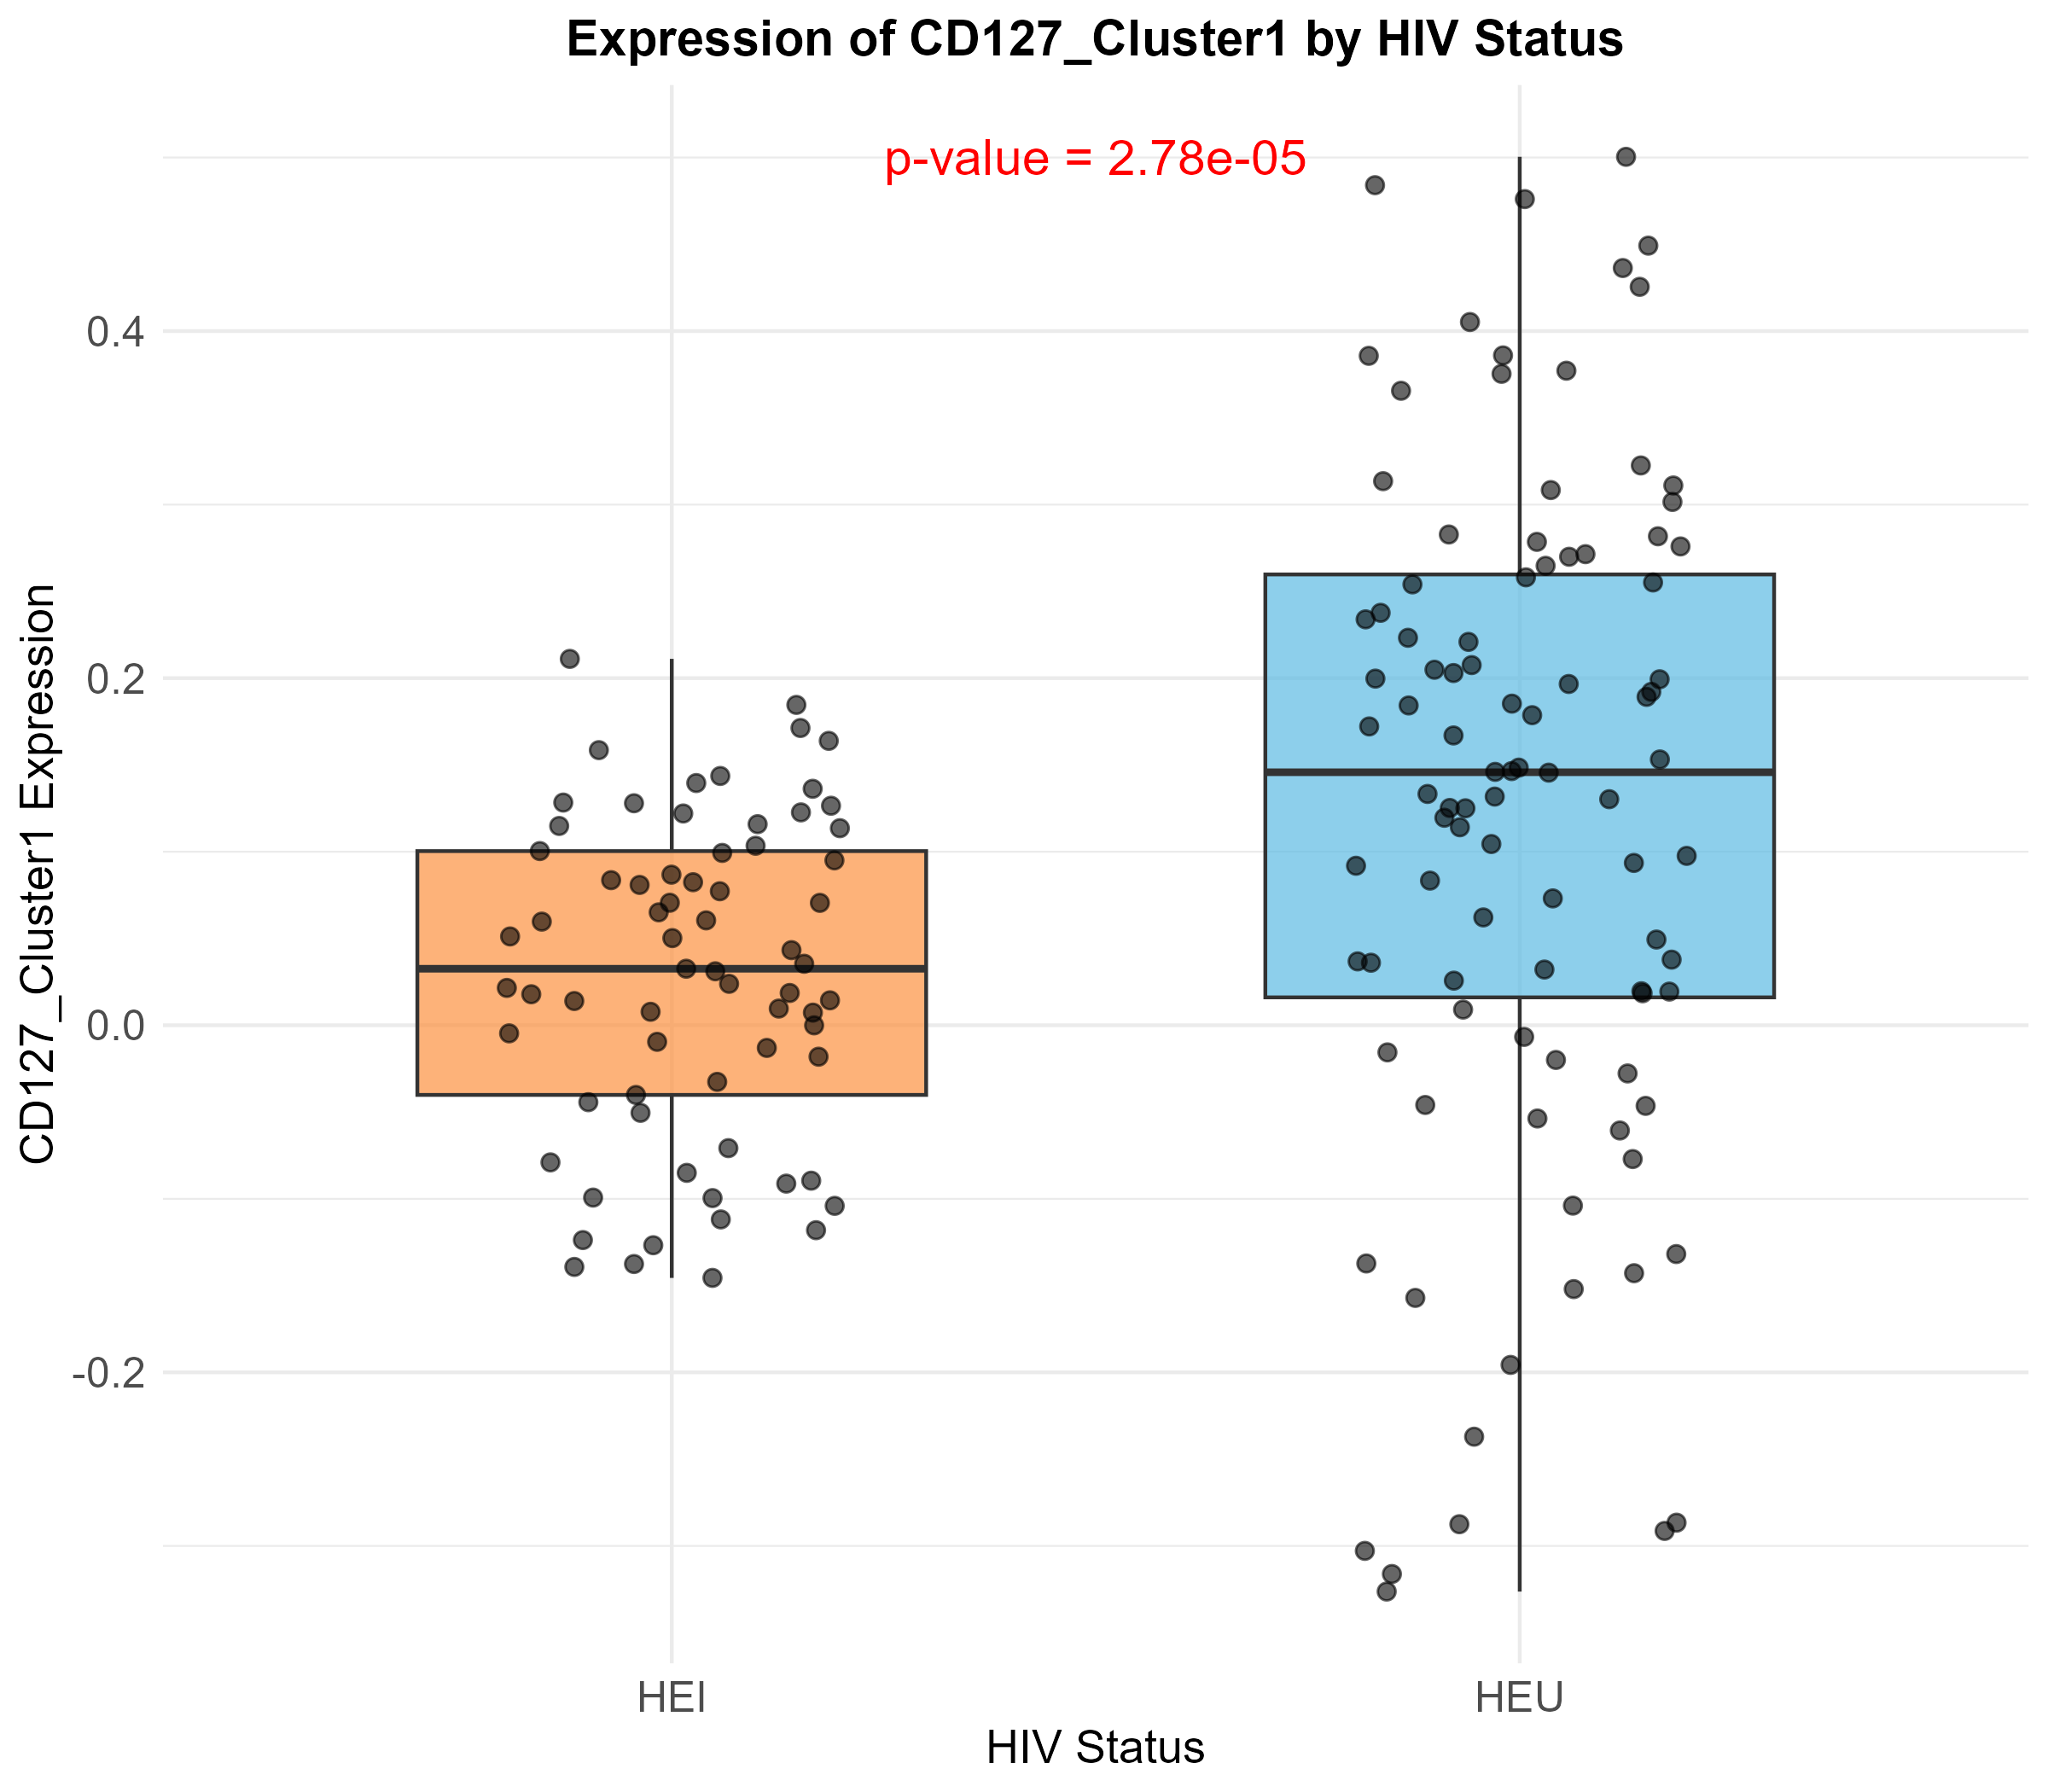 Expression of CD127_Cluster1 by HIV Status
p-value = 2.78e-05
CD127_Cluster1 Expression
0.4
0.2
0.0
-0.2
HEI
HEU
HIV Status